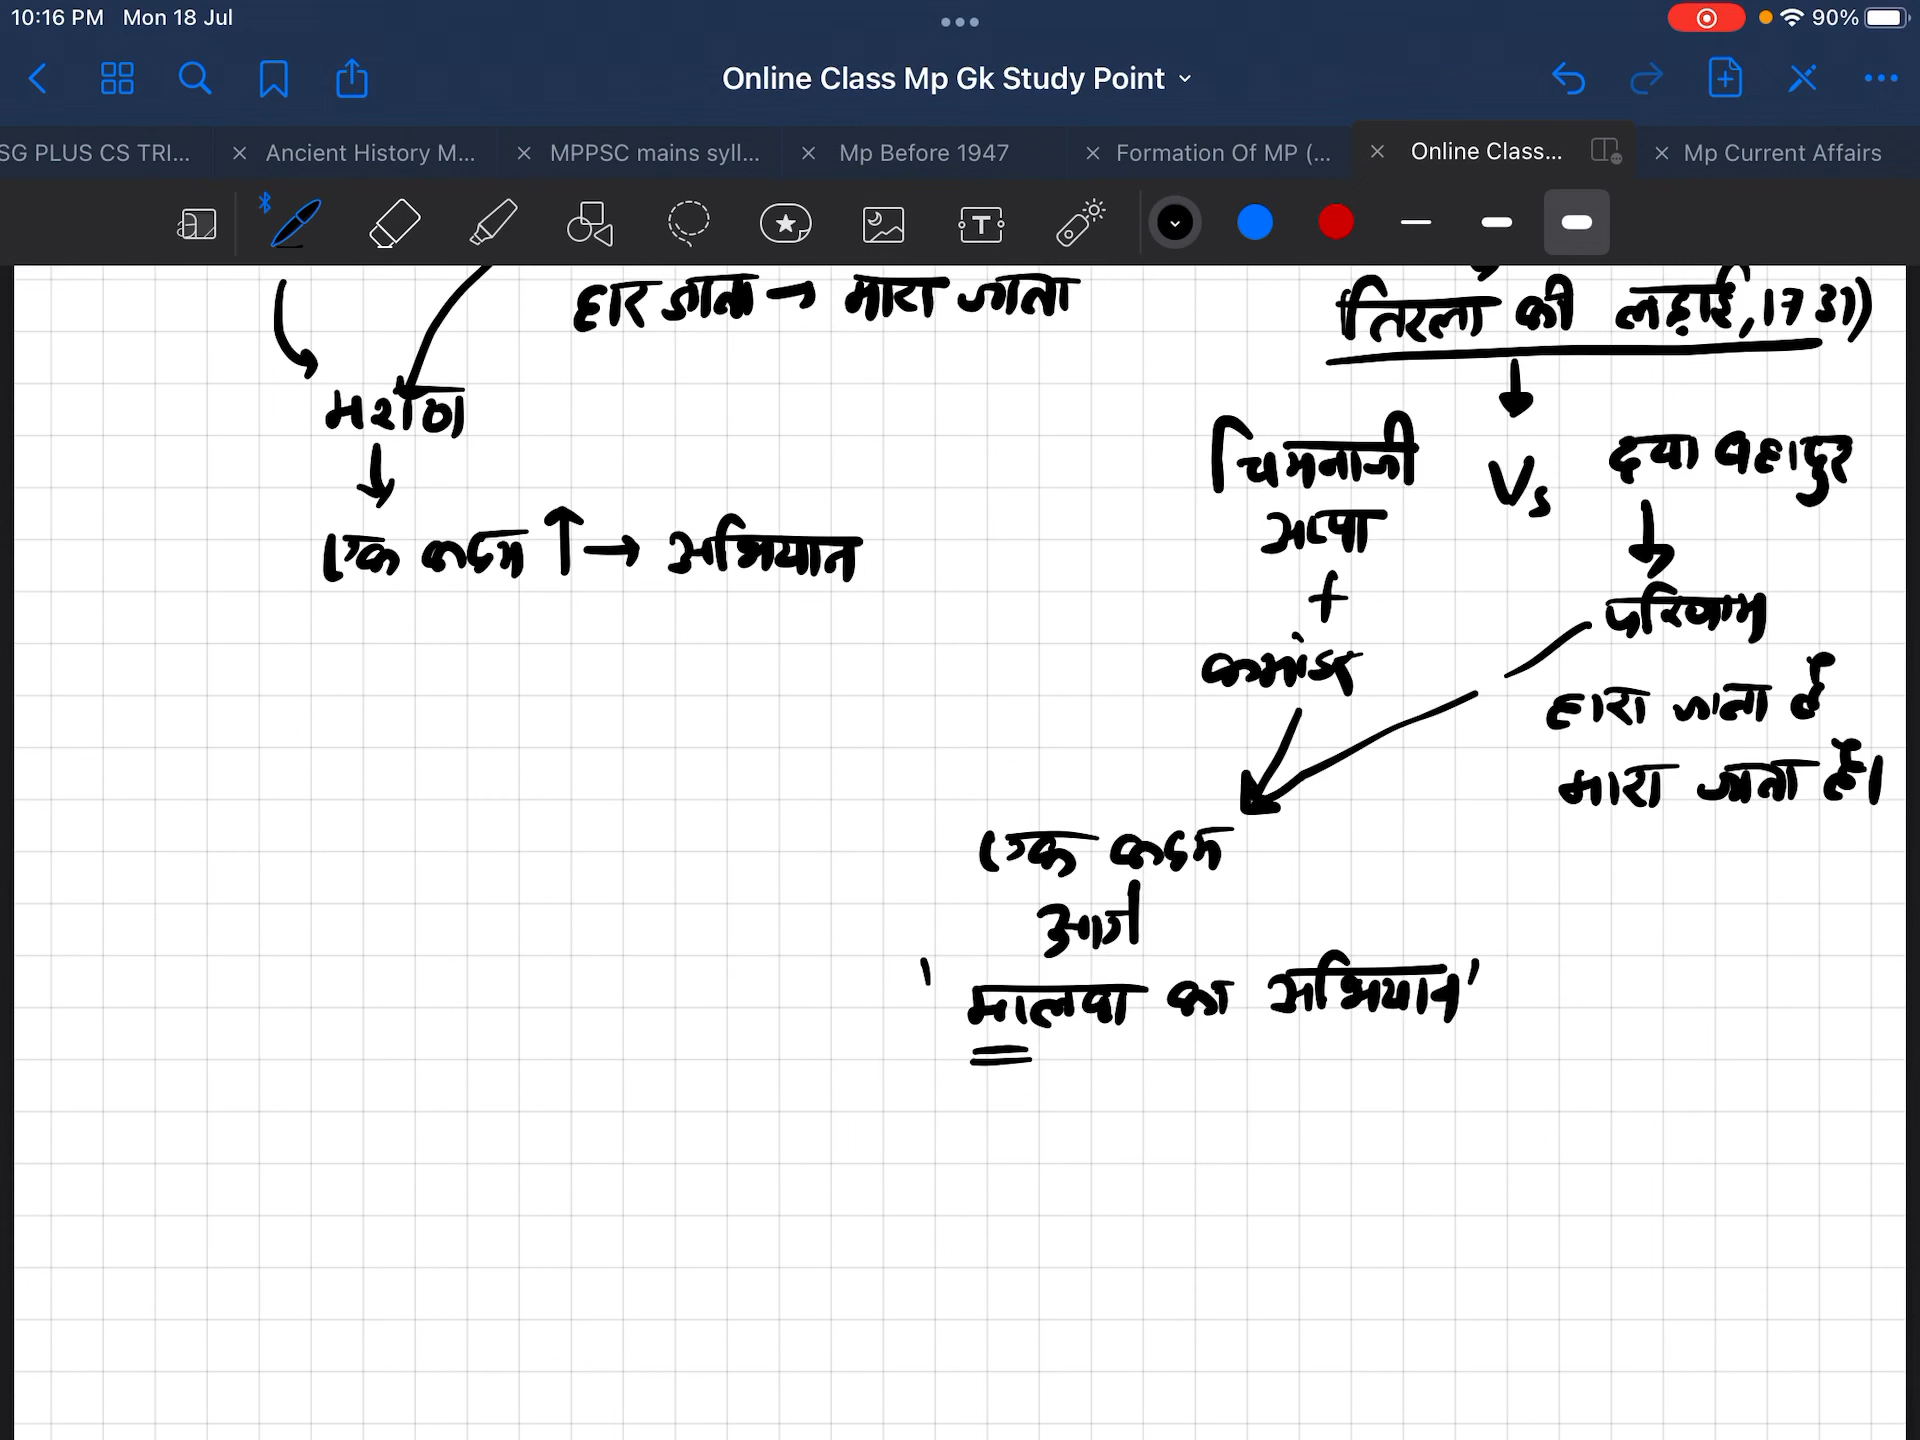 10:16 PM Mon 18 Jul
90%
Online Class Mp Gk Study Point
SG PLUS CS TRI...
Ancient History M...
MPPSC mains syll...
Mp Before 1947
Formation Of MP (...
Online Class...
Mp Current Affairs
हार जाता → मारा जाता
(तिरला की लड़ाई, 1731)
मराठा
चिमनाजी Vs दया बहादुर
अप्पा
एक कदम ↑ → अभियान
+
परिणाम
कमांडर
हारा जाता है
मारा जाता है।
एक कदम
आगे
'मालवा का अभियान'